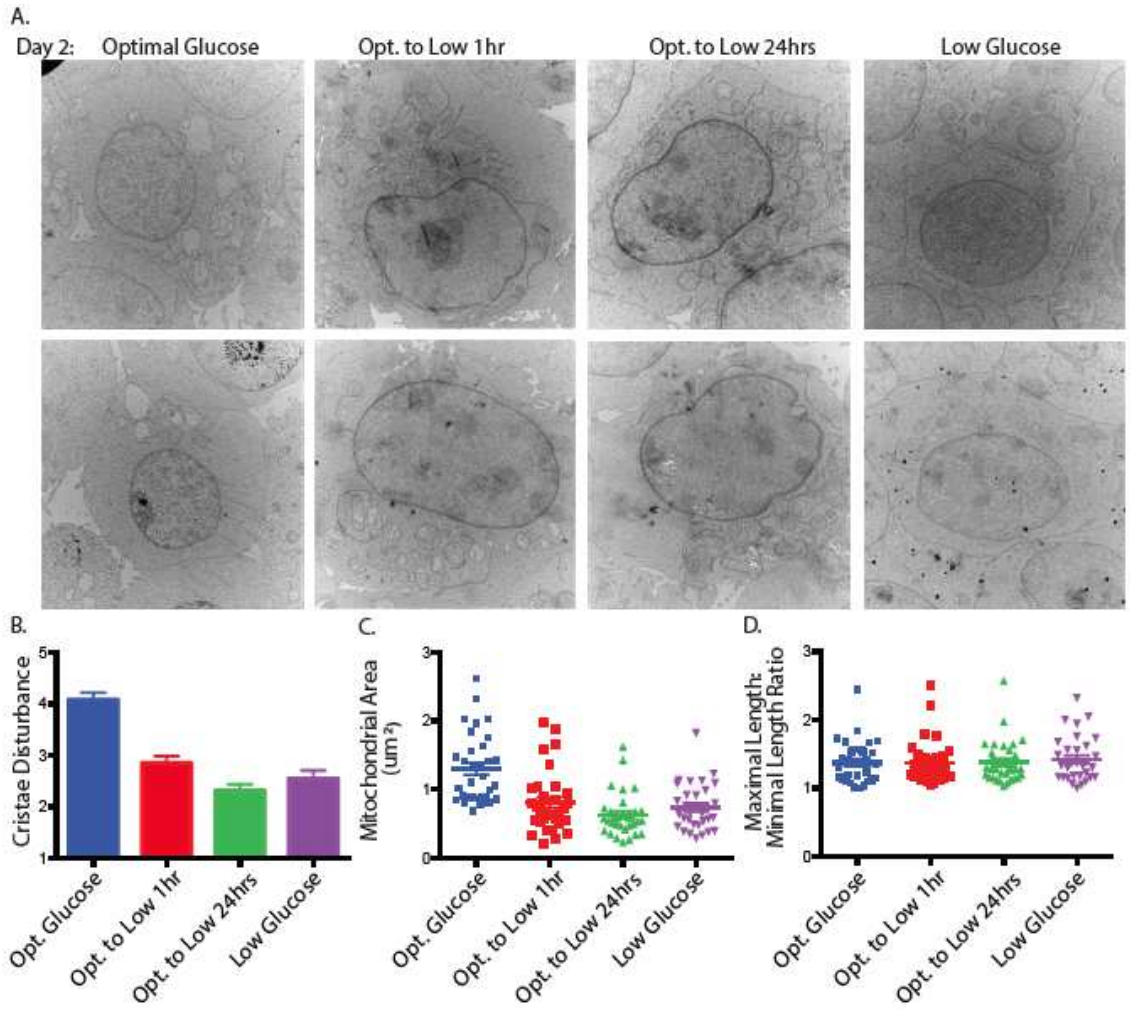 A.
Day 2: Optimal Glucose Opt. to Low 1hr Opt. to Low 24hrs Low Glucose
B.
Cristae Disturbance
5
4
3
2
1
Opt. Glucose
Opt. to Low 1hr
Opt. to Low 24hrs
Low Glucose
C.
Mitochondrial Area
(um²)
3
2
1
0
Opt. Glucose
Opt. to Low 1hr
Opt. to Low 24hrs
Low Glucose
D.
Maximal Length:
Minimal Length Ratio
3
2
1
0
Opt. Glucose
Opt. to Low 1hr
Opt. to Low 24hrs
Low Glucose